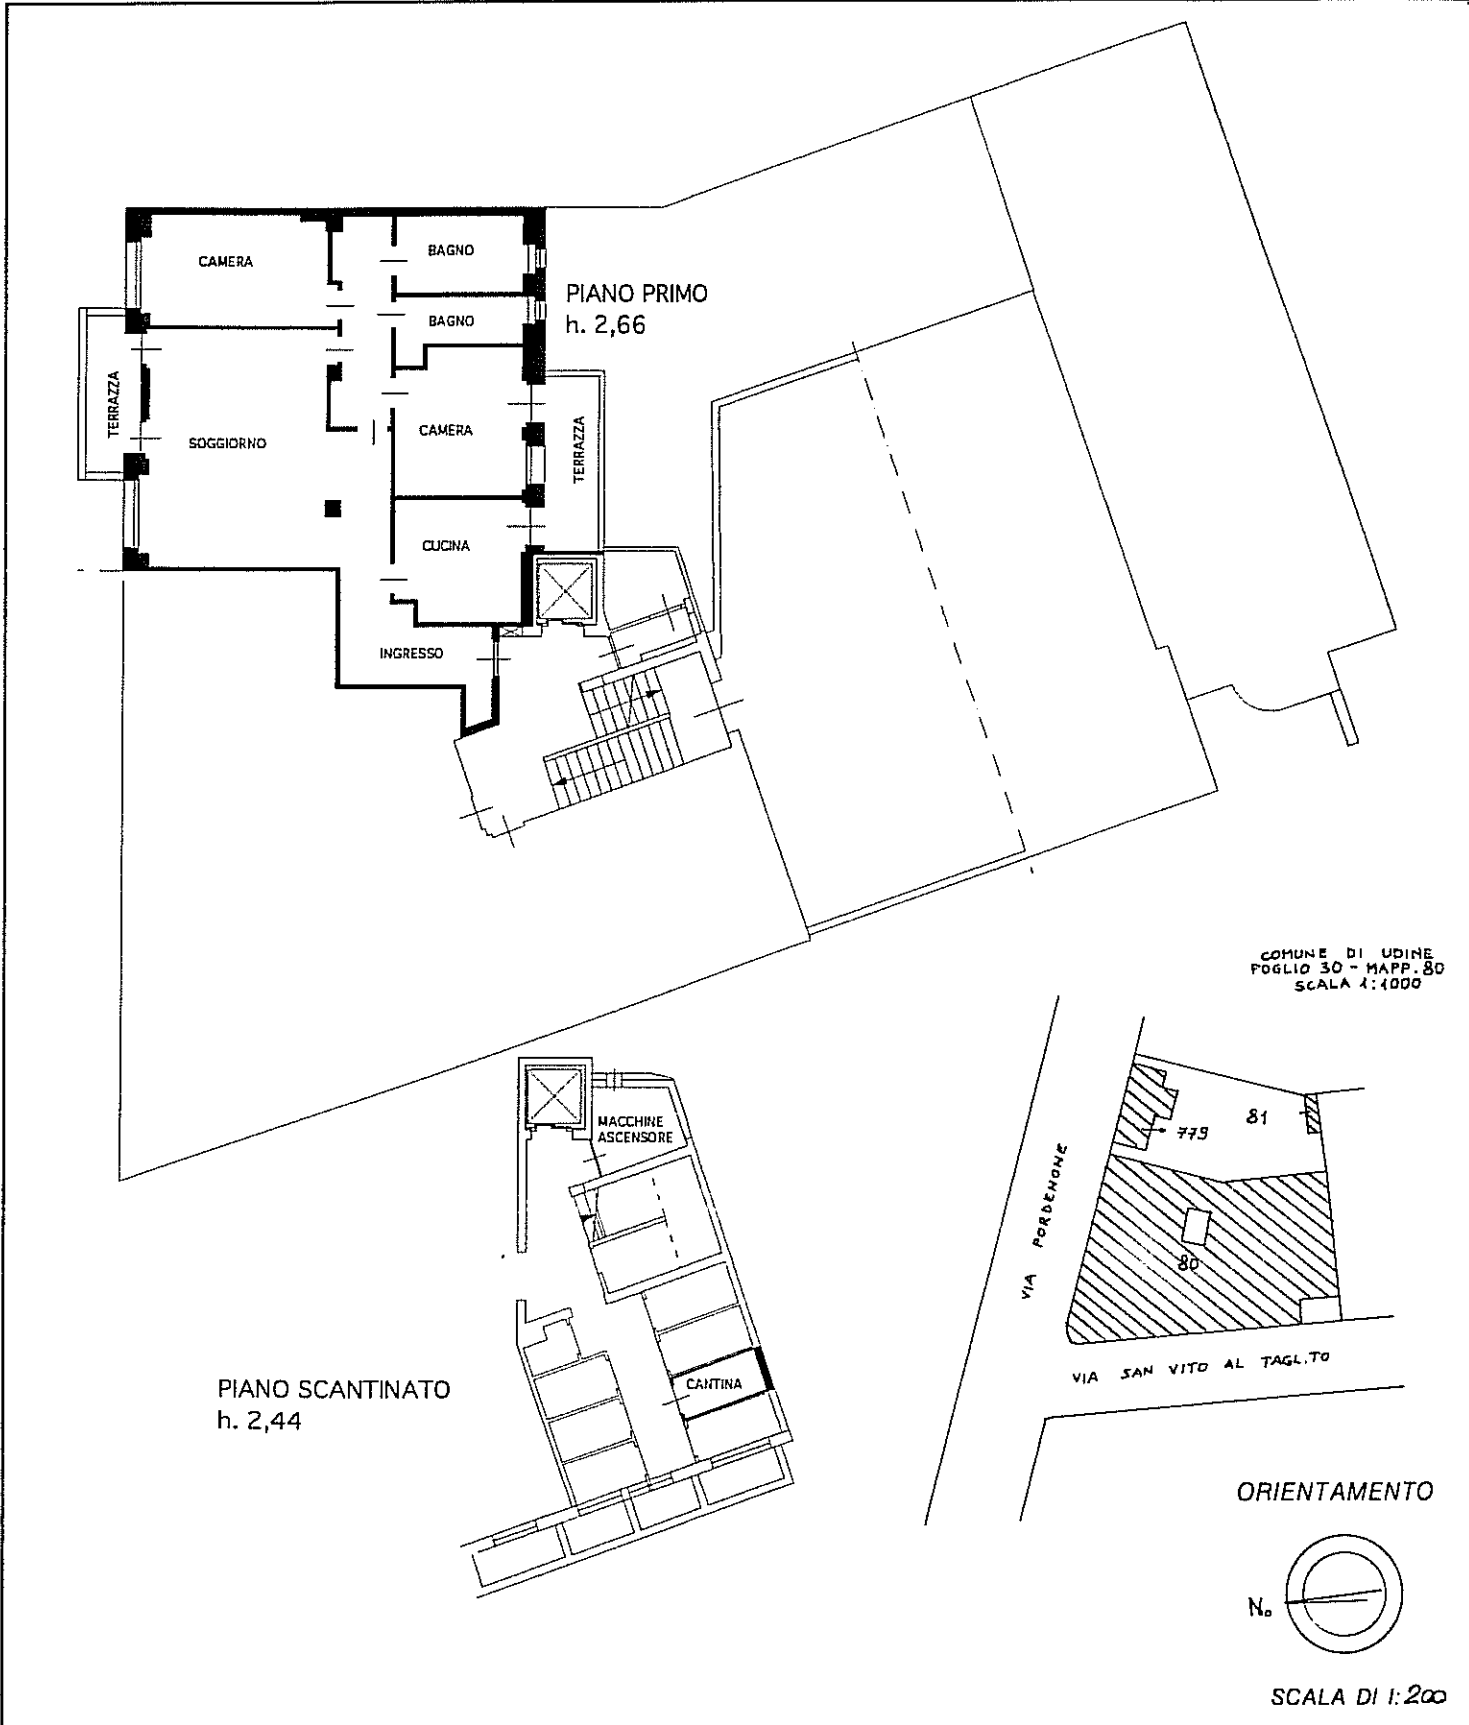 CAMERA
BAGNO
BAGNO
PIANO PRIMO
h. 2,66
TERRAZZA
SOGGIORNO
CAMERA
TERRAZZA
CUCINA
INGRESSO
COMUNE DI UDINE
FOGLIO 30 - MAPP. 80
SCALA 1:1000
MACCHINE
ASCENSORE
779
81
80
VIA PORDENONE
VIA SAN VITO AL TAGL.TO
CANTINA
PIANO SCANTINATO
h. 2,44
ORIENTAMENTO
No
SCALA DI 1:200